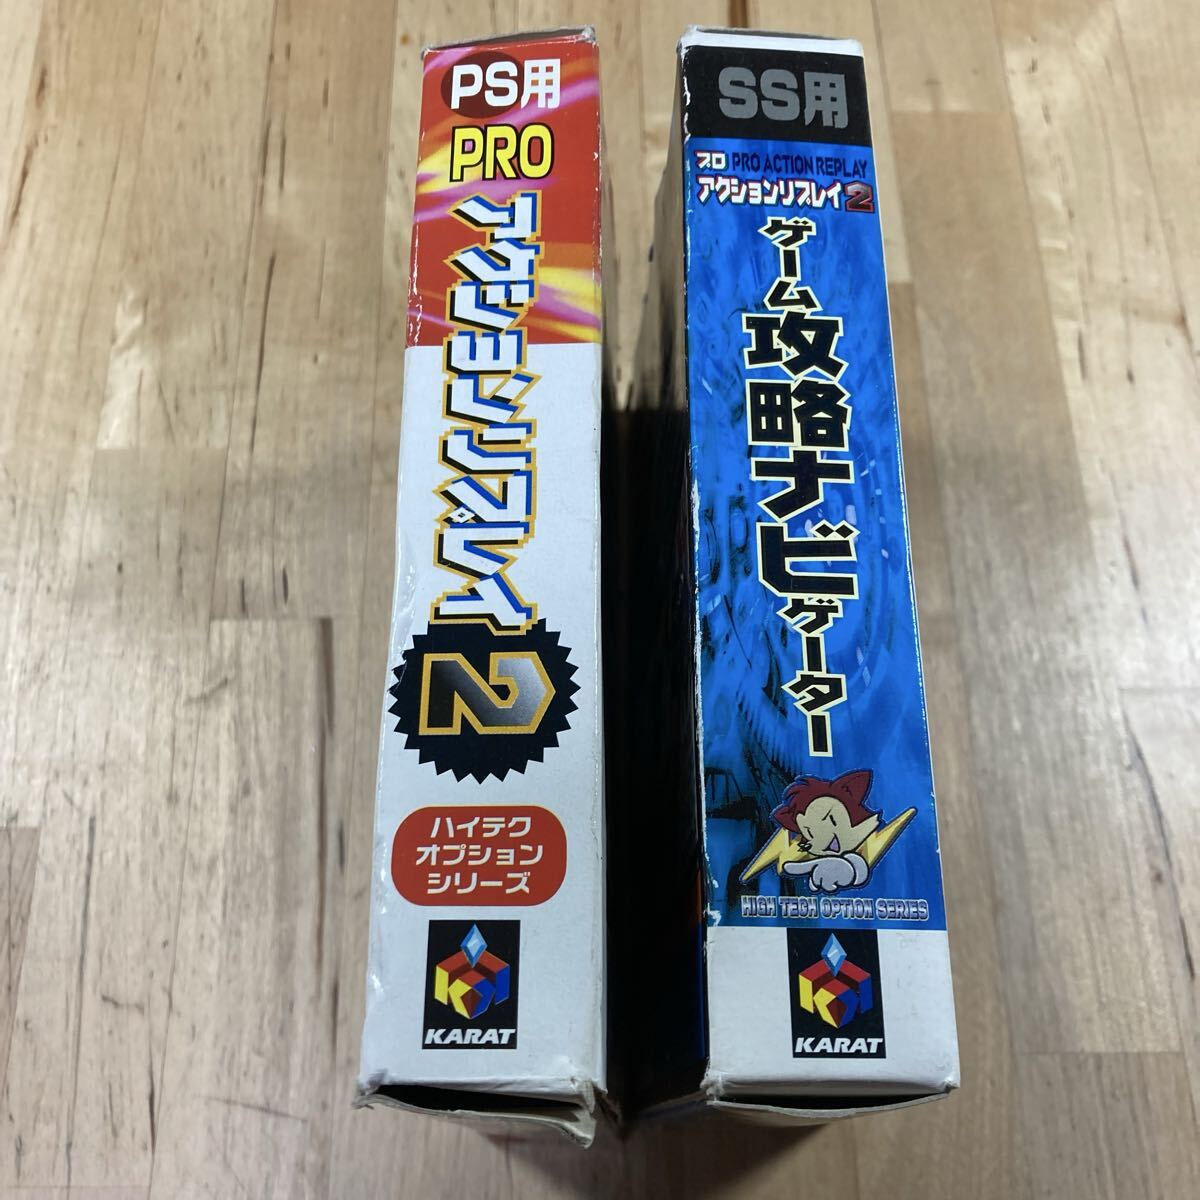 PS用
PRO
アクションリプレイ
2
ハイテク
オプション
シリーズ
KARAT
SS用
プロ PRO ACTION REPLAY
アクションリプレイ2
ゲーム攻略ナビゲーター
HIGH TECH OPTION SERIES
KARAT